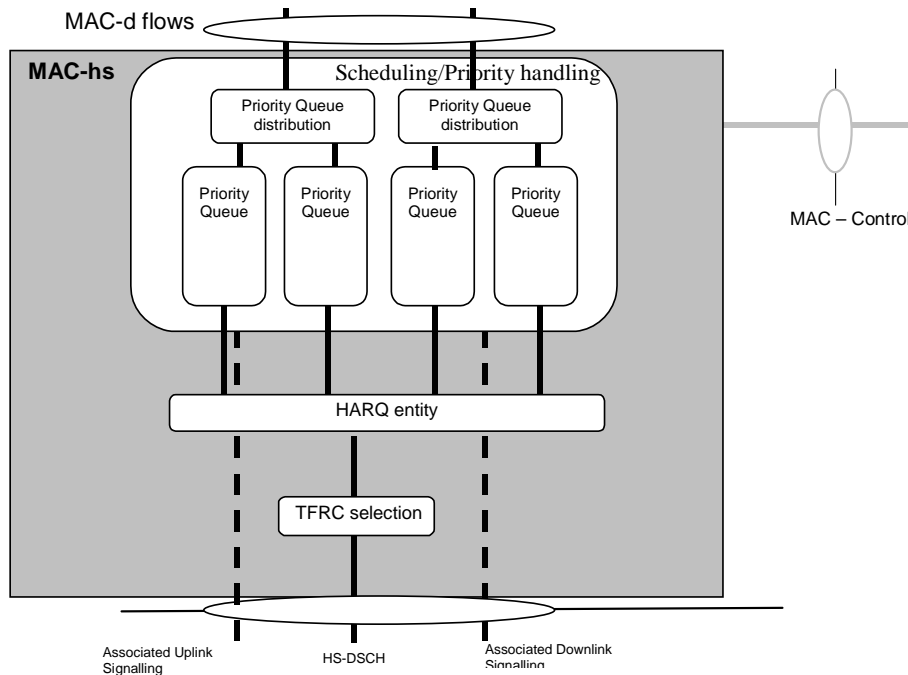 MAC-d flows
MAC-hs
Scheduling/Priority handling
Priority Queue
distribution
Priority Queue
distribution
Priority
Queue
Priority
Queue
Priority
Queue
Priority
Queue
MAC – Control
HARQ entity
TFRC selection
Associated Uplink
Signalling
HS-DSCH
Associated Downlink
Signalling